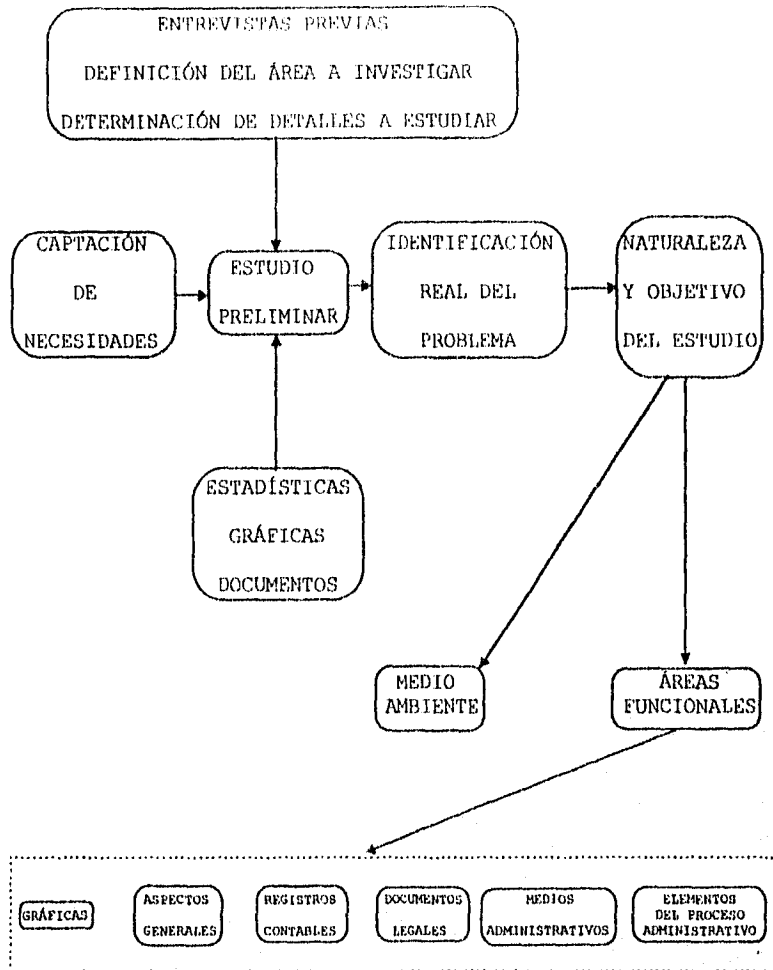 ENTREVISTAS PREVIAS
DEFINICIÓN DEL ÁREA A INVESTIGAR
DETERMINACIÓN DE DETALLES A ESTUDIAR
CAPTACIÓN
DE
NECESIDADES
ESTUDIO
PRELIMINAR
IDENTIFICACIÓN
REAL DEL
PROBLEMA
NATURALEZA
Y OBJETIVO
DEL ESTUDIO
ESTADÍSTICAS
GRÁFICAS
DOCUMENTOS
MEDIO
AMBIENTE
ÁREAS
FUNCIONALES
GRÁFICAS
ASPECTOS
GENERALES
REGISTROS
CONTABLES
DOCUMENTOS
LEGALES
MEDIOS
ADMINISTRATIVOS
ELEMENTOS
DEL PROCESO
ADMINISTRATIVO